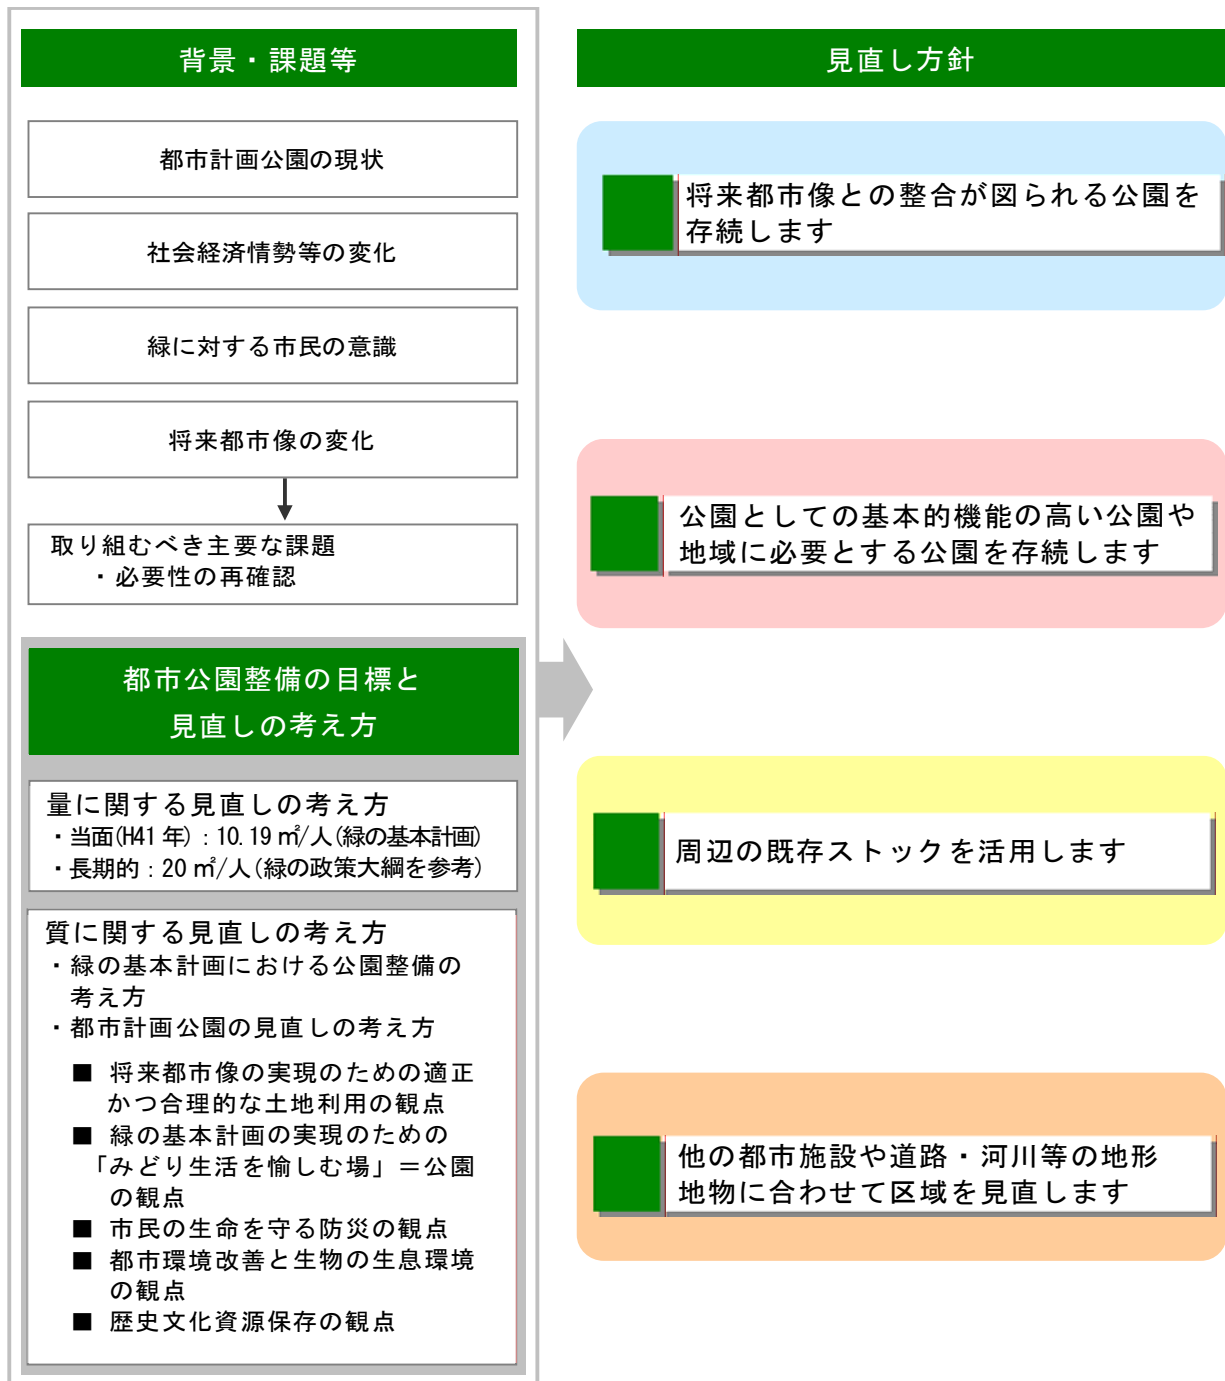 背景・課題等
都市計画公園の現状
社会経済情勢等の変化
緑に対する市民の意識
将来都市像の変化
取り組むべき主要な課題
・必要性の再確認
都市公園整備の目標と
見直しの考え方
量に関する見直しの考え方
・当面(H41年)：10.19㎡/人(緑の基本計画)
・長期的：20㎡/人(緑の政策大綱を参考)
質に関する見直しの考え方
・緑の基本計画における公園整備の
考え方
・都市計画公園の見直しの考え方
■ 将来都市像の実現のための適正
かつ合理的な土地利用の観点
■ 緑の基本計画の実現のための
「みどり生活を愉しむ場」＝公園
の観点
■ 市民の生命を守る防災の観点
■ 都市環境改善と生物の生息環境
の観点
■ 歴史文化資源保存の観点
見直し方針
将来都市像との整合が図られる公園を
存続します
公園としての基本的機能の高い公園や
地域に必要とする公園を存続します
周辺の既存ストックを活用します
他の都市施設や道路・河川等の地形
地物に合わせて区域を見直します